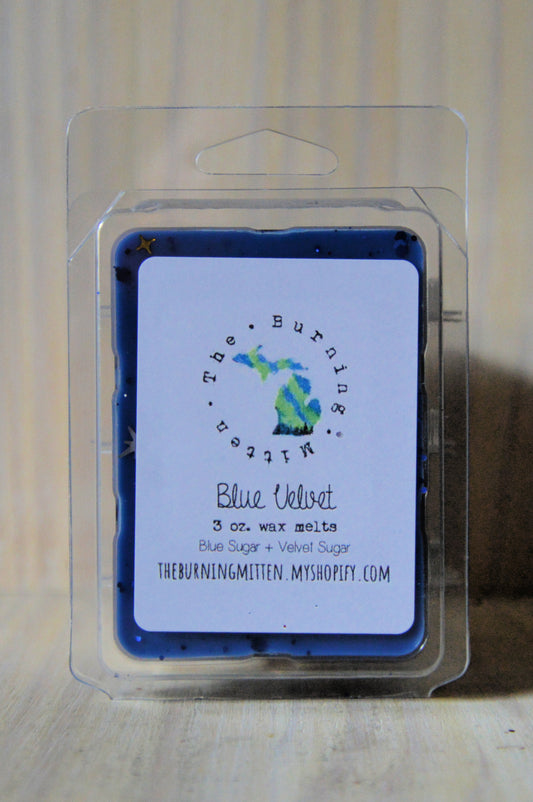 The • Burning • Mitten •
Blue Velvet
3 oz. wax melts
Blue Sugar + Velvet Sugar
THEBURNINGMITTEN.MYSHOPIFY.COM